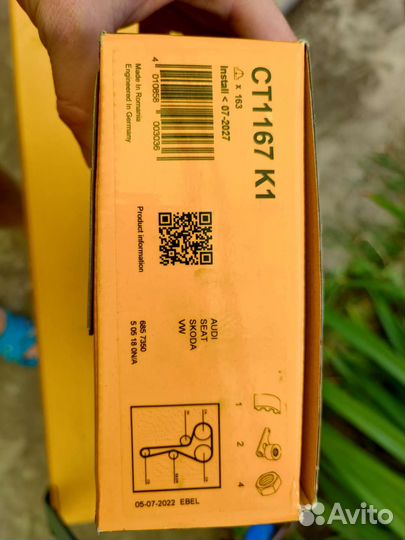 CT1167 K1
x 163
Install < 07-2027
4 010858 003036
Made in Romania
Engineered in Germany
Product information
685 7350
5 05 18 0N/A
AUDI
SEAT
SKODA
VW
1
2
4
05-07-2022 EBEL
Avito